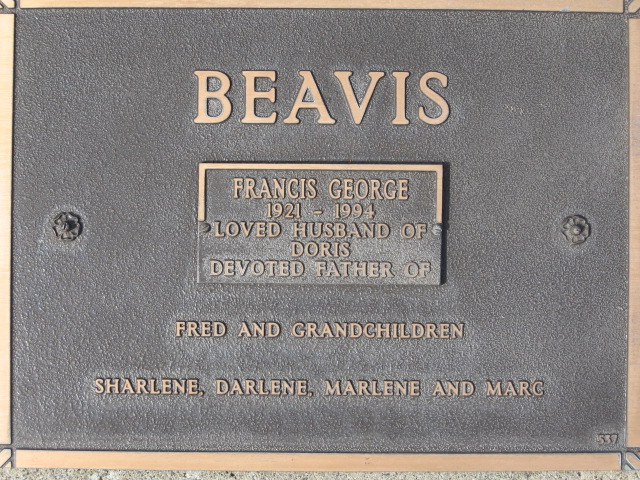 BEAVIS
FRANCIS GEORGE
1921 - 1994
LOVED HUSBAND OF
DORIS
DEVOTED FATHER OF
FRED AND GRANDCHILDREN
SHARLENE, DARLENE, MARLENE AND MARC
537